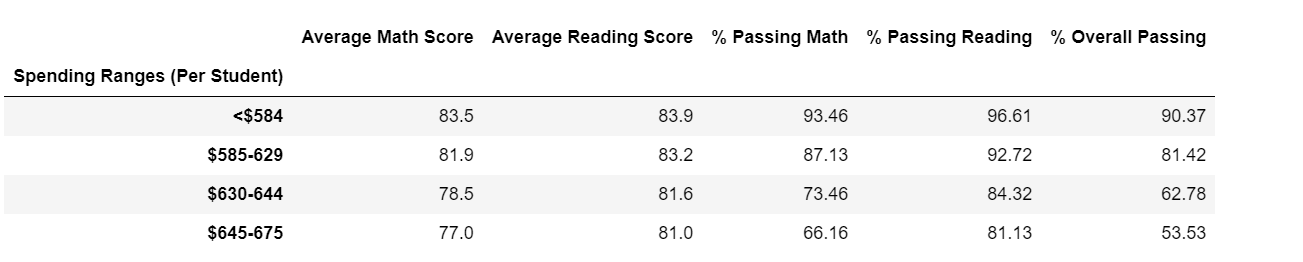 Average Math Score Average Reading Score % Passing Math % Passing Reading % Overall Passing
Spending Ranges (Per Student)
<$584 83.5 83.9 93.46 96.61 90.37
$585-629 81.9 83.2 87.13 92.72 81.42
$630-644 78.5 81.6 73.46 84.32 62.78
$645-675 77.0 81.0 66.16 81.13 53.53